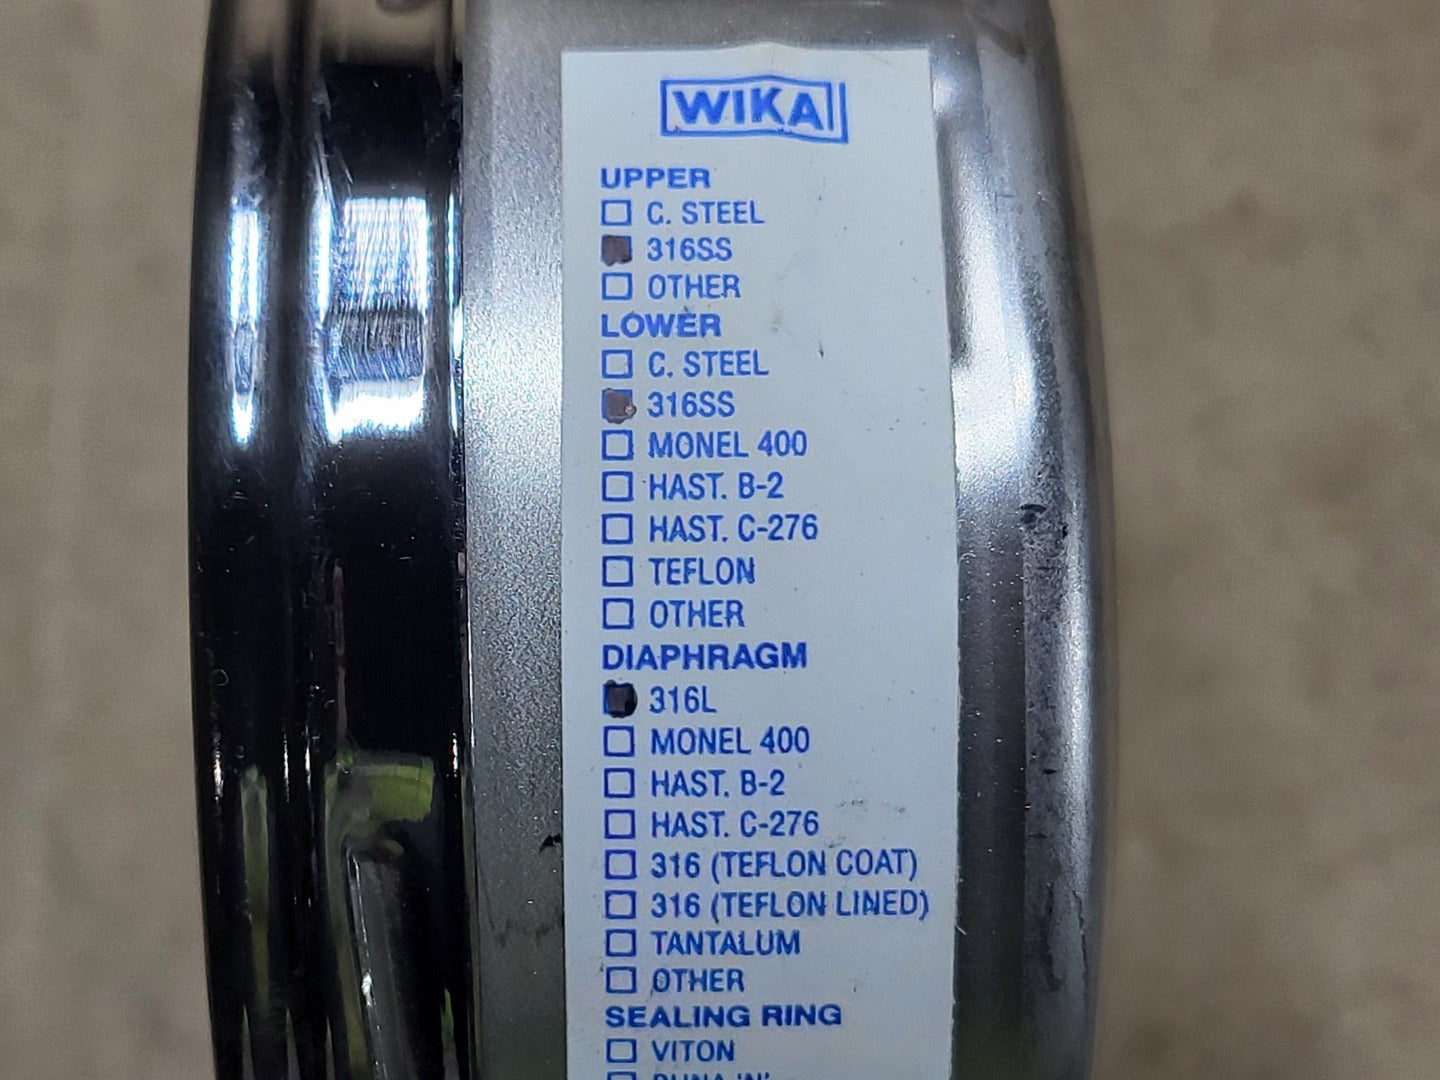 WIKA
UPPER
C. STEEL
316SS
OTHER
LOWER
C. STEEL
316SS
MONEL 400
HAST. B-2
HAST. C-276
TEFLON
OTHER
DIAPHRAGM
316L
MONEL 400
HAST. B-2
HAST. C-276
316 (TEFLON COAT)
316 (TEFLON LINED)
TANTALUM
OTHER
SEALING RING
VITON